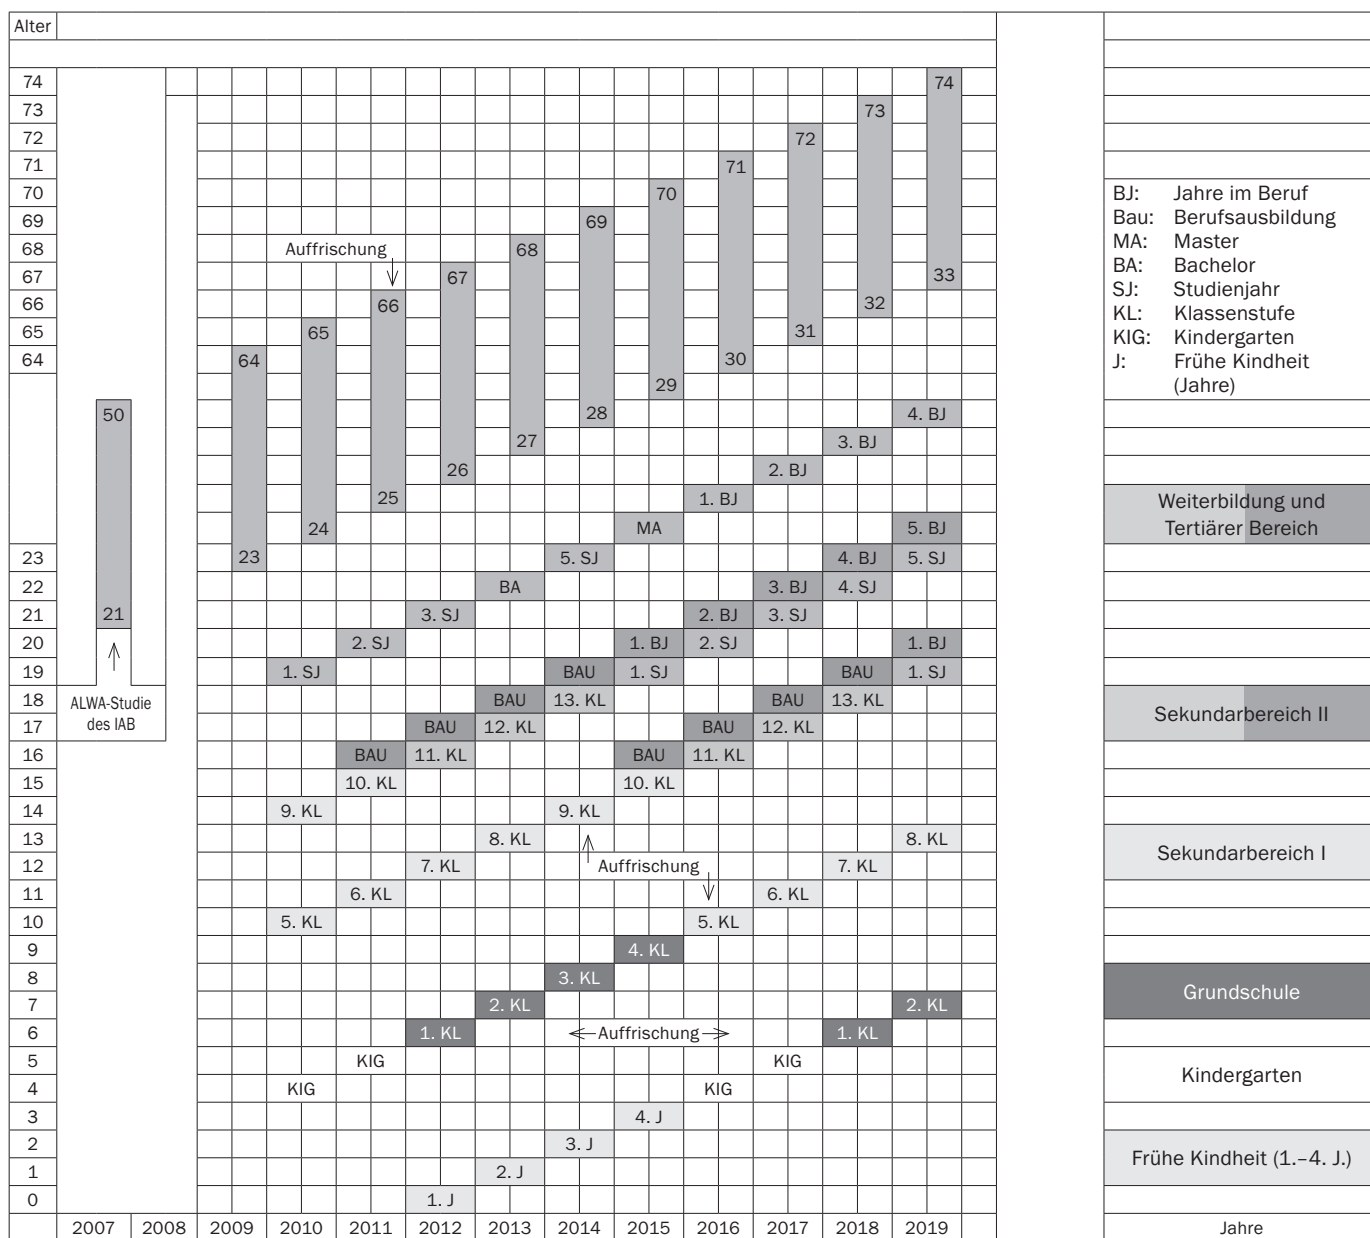 Alter
74 74
73 73
72 72
71 71
70 70
69 69
68 Auffrischung 68
67 67 33
66 66 32
65 65 31
64 64 30
29
50 28 4. BJ
27 3. BJ
26 2. BJ
25 1. BJ
24 MA 5. BJ
23 23 5. SJ 4. BJ 5. SJ
22 BA 3. BJ 4. SJ
21 21 3. SJ 2. BJ 3. SJ
20 2. SJ 1. BJ 2. SJ 1. BJ
19 1. SJ BAU 1. SJ BAU 1. SJ
18 ALWA-Studie BAU 13. KL BAU 13. KL
17 des IAB BAU 12. KL BAU 12. KL
16 BAU 11. KL BAU 11. KL
15 10. KL 10. KL
14 9. KL 9. KL
13 8. KL 8. KL
12 7. KL Auffrischung 7. KL
11 6. KL 6. KL
10 5. KL 5. KL
9 4. KL
8 3. KL
7 2. KL 2. KL
6 1. KL Auffrischung 1. KL
5 KIG KIG
4 KIG KIG
3 4. J
2 3. J
1 2. J
0 1. J
2007 2008 2009 2010 2011 2012 2013 2014 2015 2016 2017 2018 2019 Jahre
BJ: Jahre im Beruf
Bau: Berufsausbildung
MA: Master
BA: Bachelor
SJ: Studienjahr
KL: Klassenstufe
KIG: Kindergarten
J: Frühe Kindheit
(Jahre)
Weiterbildung und
Tertiärer Bereich
Sekundarbereich II
Sekundarbereich I
Grundschule
Kindergarten
Frühe Kindheit (1.–4. J.)